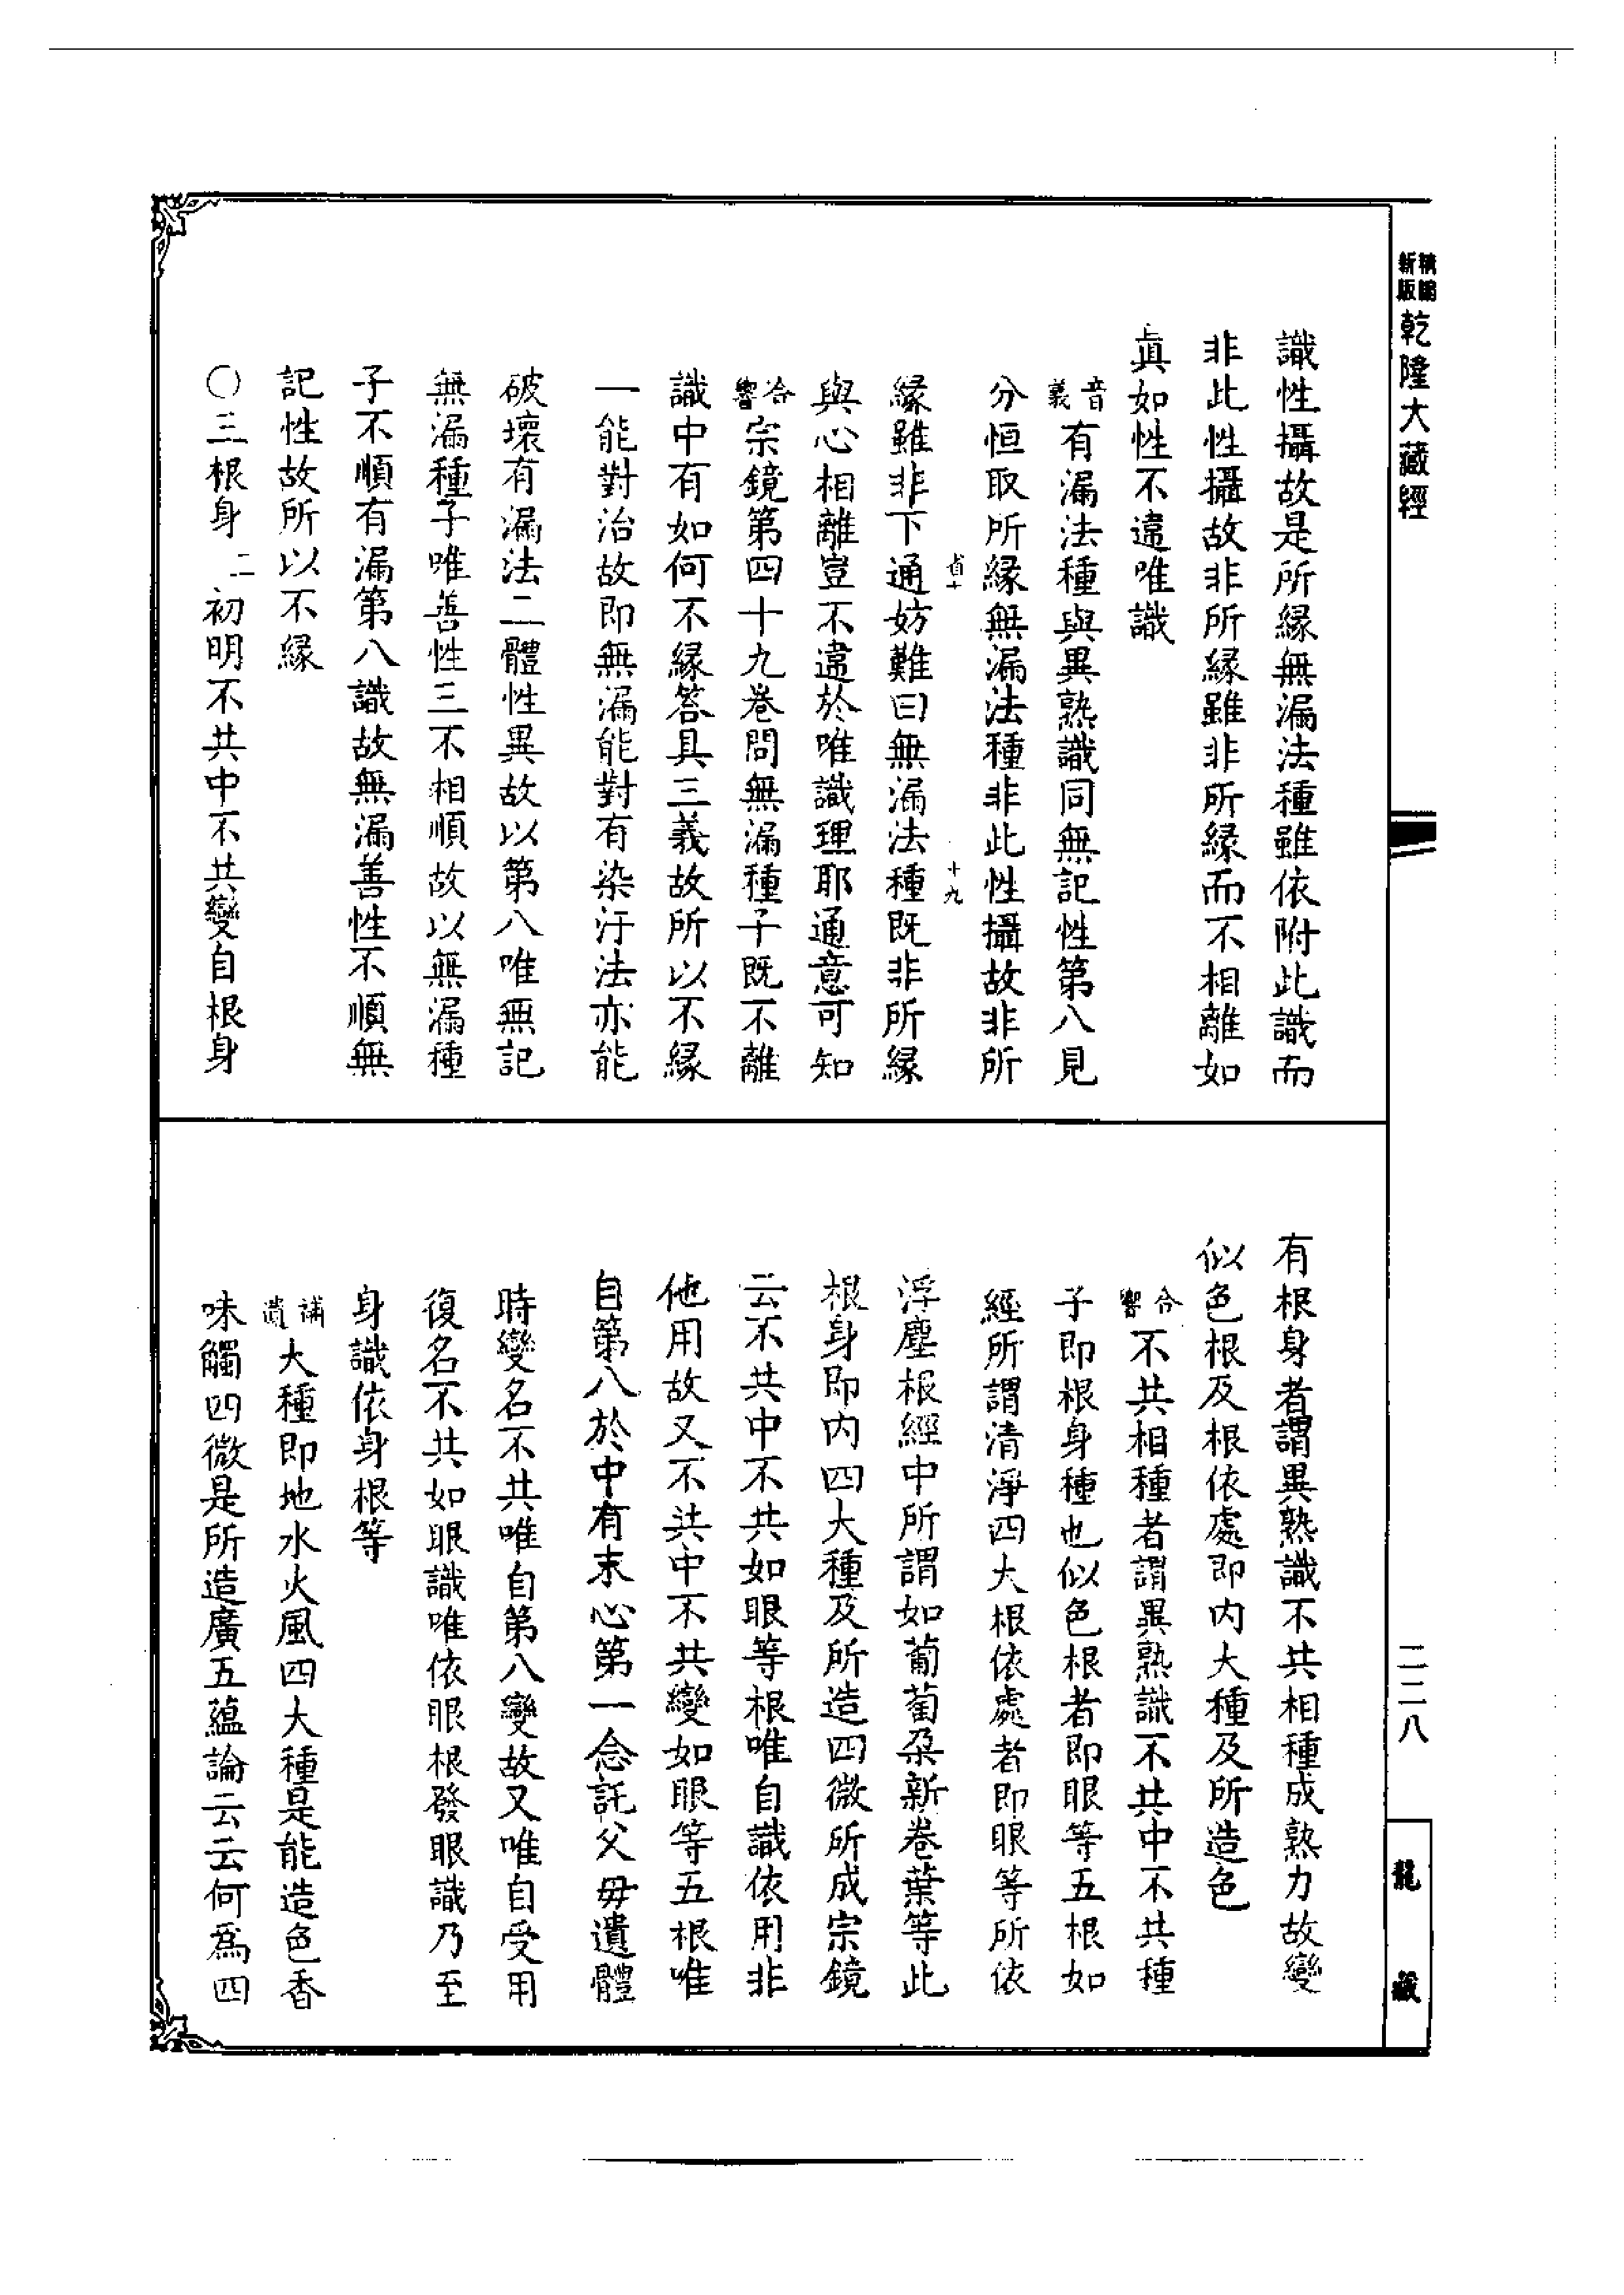 精編
新版
乾隆大藏經
識性攝故是所緣無漏法種雖依附此識而
非此性攝故非所緣雖非所緣而不相離如
真如性不違唯識
音義有漏法種與異熟識同無記性第八見
分恒取所緣無漏法種非此性攝故非所
十九
緣雖非下通妨難曰無漏法種既非所緣
與心相離豈不違於唯識理耶通意可知
合響宗鏡第四十九卷問無漏種子既不離
識中有如何不緣答具三義故所以不緣
一能對治故即無漏能對有染汙法亦能
破壞有漏法二體性異故以第八唯無記
無漏種子唯善性三不相順故以無漏種
子不順有漏第八識故無漏善性不順無
記性故所以不緣
〇三根身二初明不共中不共變自根身
有根身者謂異熟識不共相種成熟力故變
似色根及根依處即內大種及所造色
合響不共相種者謂異熟識不共中不共種
子即根身種也似色根者即眼等五根如
經所謂清淨四大根依處者即眼等所依
浮塵根經中所謂如葡萄朶新卷葉等此
根身即內四大種及所造四微所成宗鏡
云不共中不共如眼等根唯自識依用非
他用故又不共中不共變如眼等五根唯
自第八於中有末心第一念託父母遺體
時變名不共唯自第八變故又唯自受用
復名不共如眼識唯依眼根發眼識乃至
身識依身根等
補遺大種即地水火風四大種是能造色香
味觸四微是所造廣五蘊論云云何爲四
二二八
龍藏